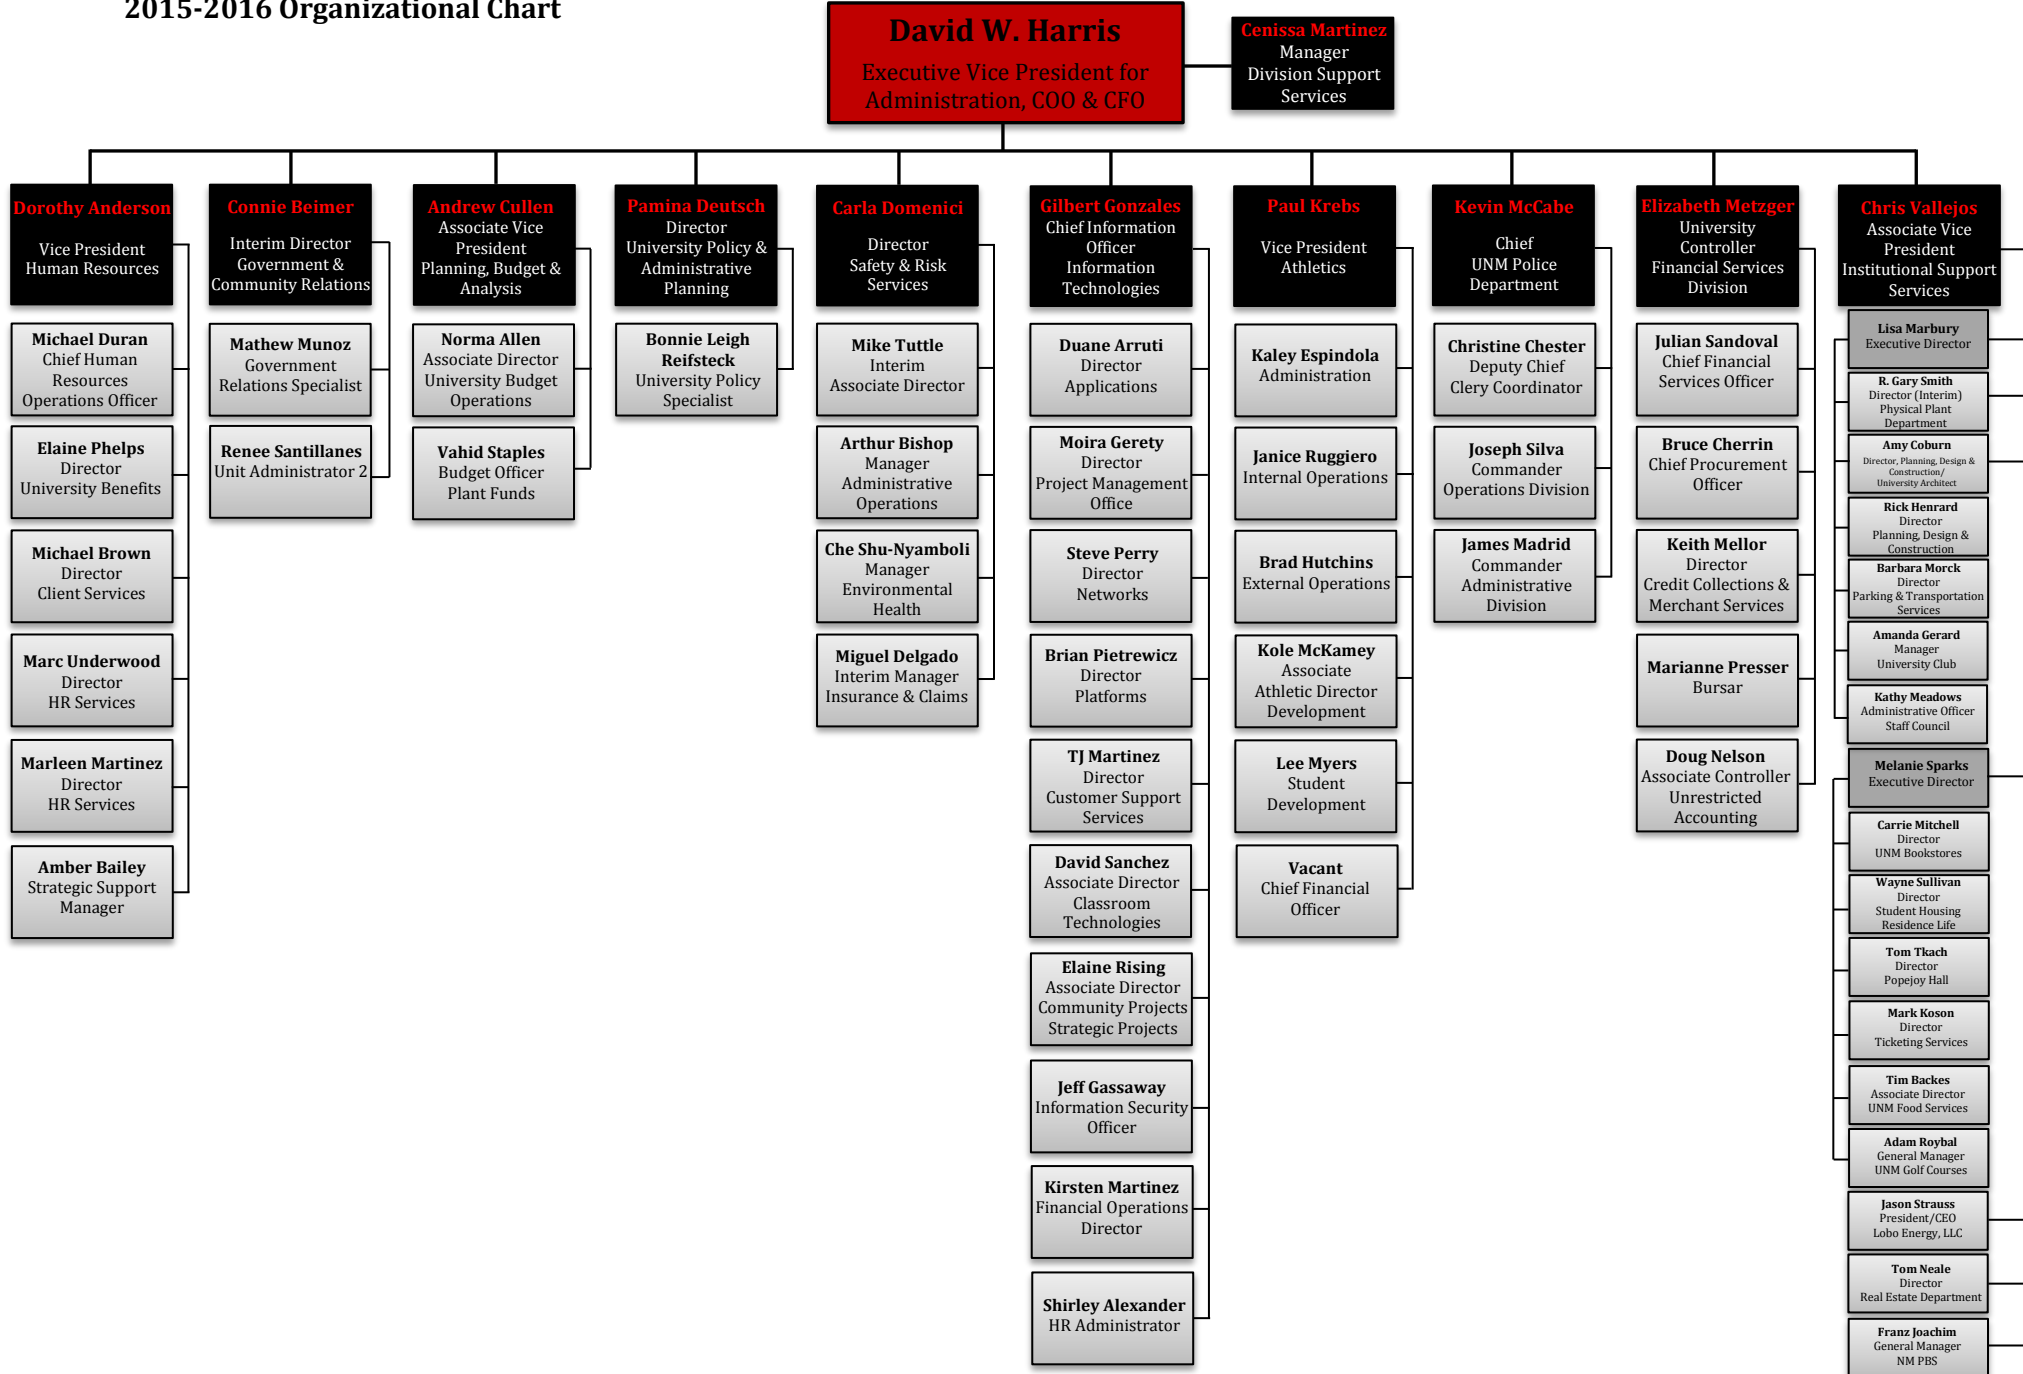 2015-2016 Organizational Chart
David W. Harris
Executive Vice President for
Administration, COO & CFO
Cenissa Martinez
Manager
Division Support
Services
Dorothy Anderson
Vice President
Human Resources
Michael Duran
Chief Human
Resources
Operations Officer
Elaine Phelps
Director
University Benefits
Michael Brown
Director
Client Services
Marc Underwood
Director
HR Services
Marleen Martinez
Director
HR Services
Amber Bailey
Strategic Support
Manager
Connie Beimer
Interim Director
Government &
Community Relations
Mathew Munoz
Government
Relations Specialist
Renee Santillanes
Unit Administrator 2
Andrew Cullen
Associate Vice
President
Planning, Budget &
Analysis
Norma Allen
Associate Director
University Budget
Operations
Vahid Staples
Budget Officer
Plant Funds
Pamina Deutsch
Director
University Policy &
Administrative
Planning
Bonnie Leigh
Reifsteck
University Policy
Specialist
Carla Domenici
Director
Safety & Risk
Services
Mike Tuttle
Interim
Associate Director
Arthur Bishop
Manager
Administrative
Operations
Che Shu-Nyamboli
Manager
Environmental
Health
Miguel Delgado
Interim Manager
Insurance & Claims
Gilbert Gonzales
Chief Information
Officer
Information
Technologies
Duane Arruti
Director
Applications
Moira Gerety
Director
Project Management
Office
Steve Perry
Director
Networks
Brian Pietrewicz
Director
Platforms
TJ Martinez
Director
Customer Support
Services
David Sanchez
Associate Director
Classroom
Technologies
Elaine Rising
Associate Director
Community Projects
Strategic Projects
Jeff Gassaway
Information Security
Officer
Kirsten Martinez
Financial Operations
Director
Shirley Alexander
HR Administrator
Paul Krebs
Vice President
Athletics
Kaley Espindola
Administration
Janice Ruggiero
Internal Operations
Brad Hutchins
External Operations
Kole McKamey
Associate
Athletic Director
Development
Lee Myers
Student
Development
Vacant
Chief Financial
Officer
Kevin McCabe
Chief
UNM Police
Department
Christine Chester
Deputy Chief
Clery Coordinator
Joseph Silva
Commander
Operations Division
James Madrid
Commander
Administrative
Division
Elizabeth Metzger
University
Controller
Financial Services
Division
Julian Sandoval
Chief Financial
Services Officer
Bruce Cherrin
Chief Procurement
Officer
Keith Mellor
Director
Credit Collections &
Merchant Services
Marianne Presser
Bursar
Doug Nelson
Associate Controller
Unrestricted
Accounting
Chris Vallejos
Associate Vice
President
Institutional Support
Services
Lisa Marbury
Executive Director
R. Gary Smith
Director (Interim)
Physical Plant
Department
Amy Coburn
Director, Planning, Design &
Construction/
University Architect
Rick Henrard
Director
Planning, Design &
Construction
Barbara Morck
Director
Parking & Transportation
Services
Amanda Gerard
Manager
University Club
Kathy Meadows
Administrative Officer
Staff Council
Melanie Sparks
Executive Director
Carrie Mitchell
Director
UNM Bookstores
Wayne Sullivan
Director
Student Housing
Residence Life
Tom Tkach
Director
Popejoy Hall
Mark Koson
Director
Ticketing Services
Tim Backes
Associate Director
UNM Food Services
Adam Roybal
General Manager
UNM Golf Courses
Jason Strauss
President/CEO
Lobo Energy, LLC
Tom Neale
Director
Real Estate Department
Franz Joachim
General Manager
NM PBS